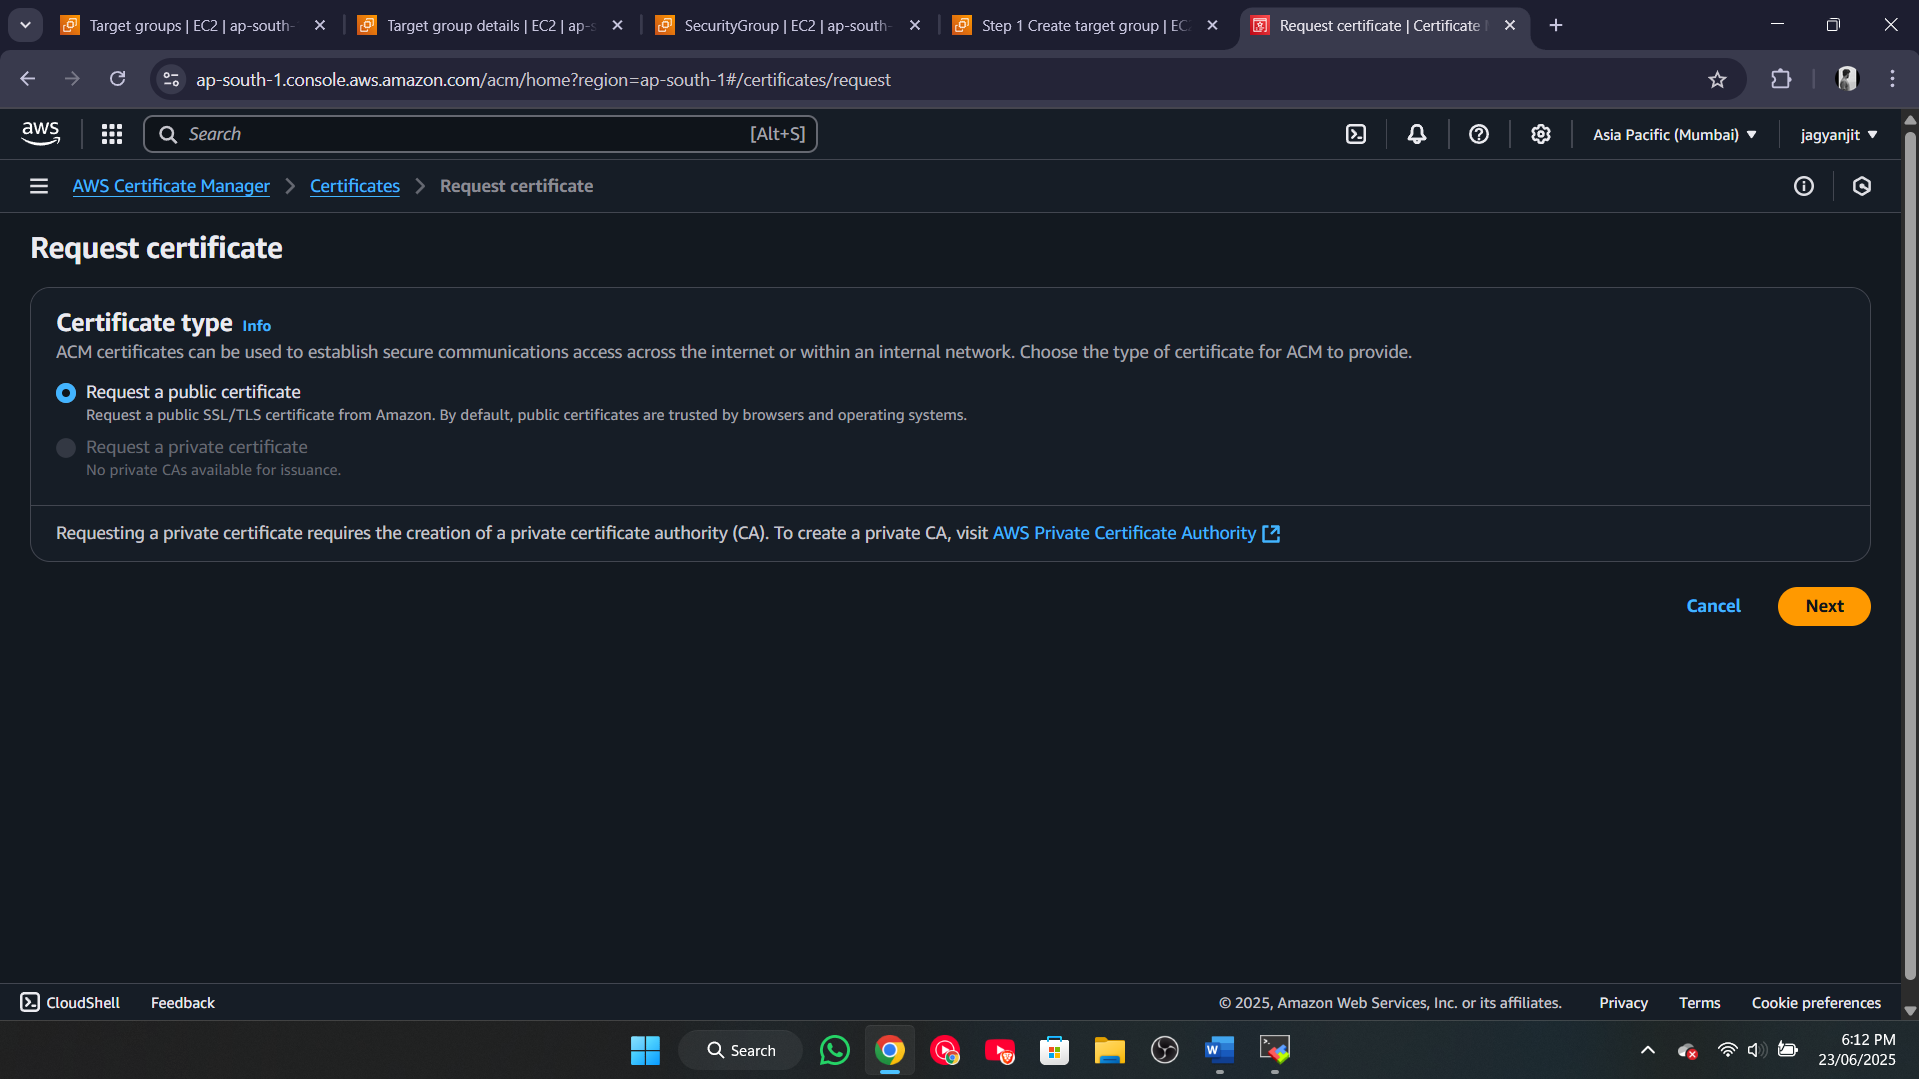 Target groups | EC2 | ap-south-
Target group details | EC2 | ap-s
SecurityGroup | EC2 | ap-south-
Step 1 Create target group | EC2
Request certificate | Certificate M
ap-south-1.console.aws.amazon.com/acm/home?region=ap-south-1#/certificates/request
aws
Search
[Alt+S]
Asia Pacific (Mumbai)
jagyanjit
AWS Certificate Manager
Certificates
Request certificate
Request certificate
Certificate type Info
ACM certificates can be used to establish secure communications access across the internet or within an internal network. Choose the type of certificate for ACM to provide.
Request a public certificate
Request a public SSL/TLS certificate from Amazon. By default, public certificates are trusted by browsers and operating systems.
Request a private certificate
No private CAs available for issuance.
Requesting a private certificate requires the creation of a private certificate authority (CA). To create a private CA, visit AWS Private Certificate Authority
Cancel
Next
CloudShell
Feedback
© 2025, Amazon Web Services, Inc. or its affiliates.
Privacy
Terms
Cookie preferences
Search
6:12 PM
23/06/2025